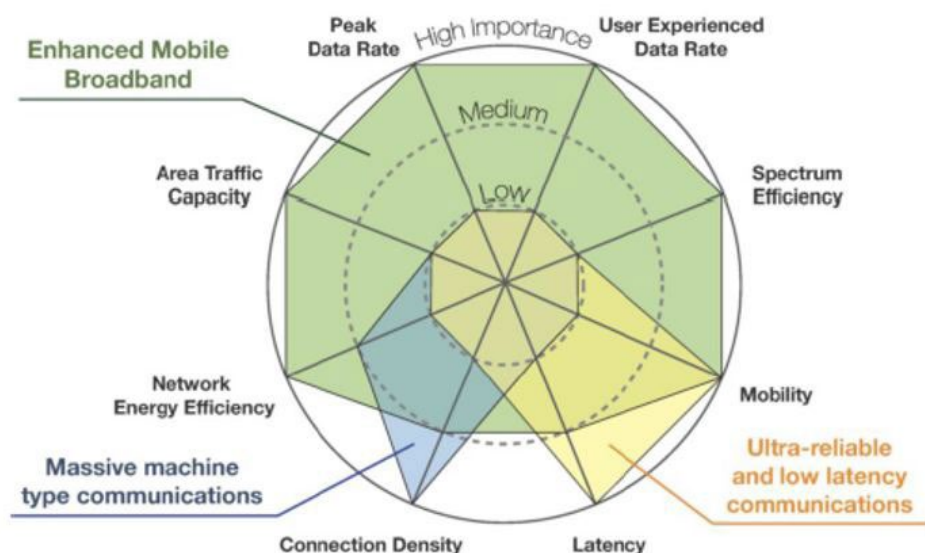 Peak
Data Rate
High Importance
User Experienced
Data Rate
Enhanced Mobile
Broadband
Medium
Area Traffic
Capacity
Low
Spectrum
Efficiency
Network
Energy Efficiency
Mobility
Massive machine
type communications
Ultra-reliable
and low latency
communications
Connection Density
Latency